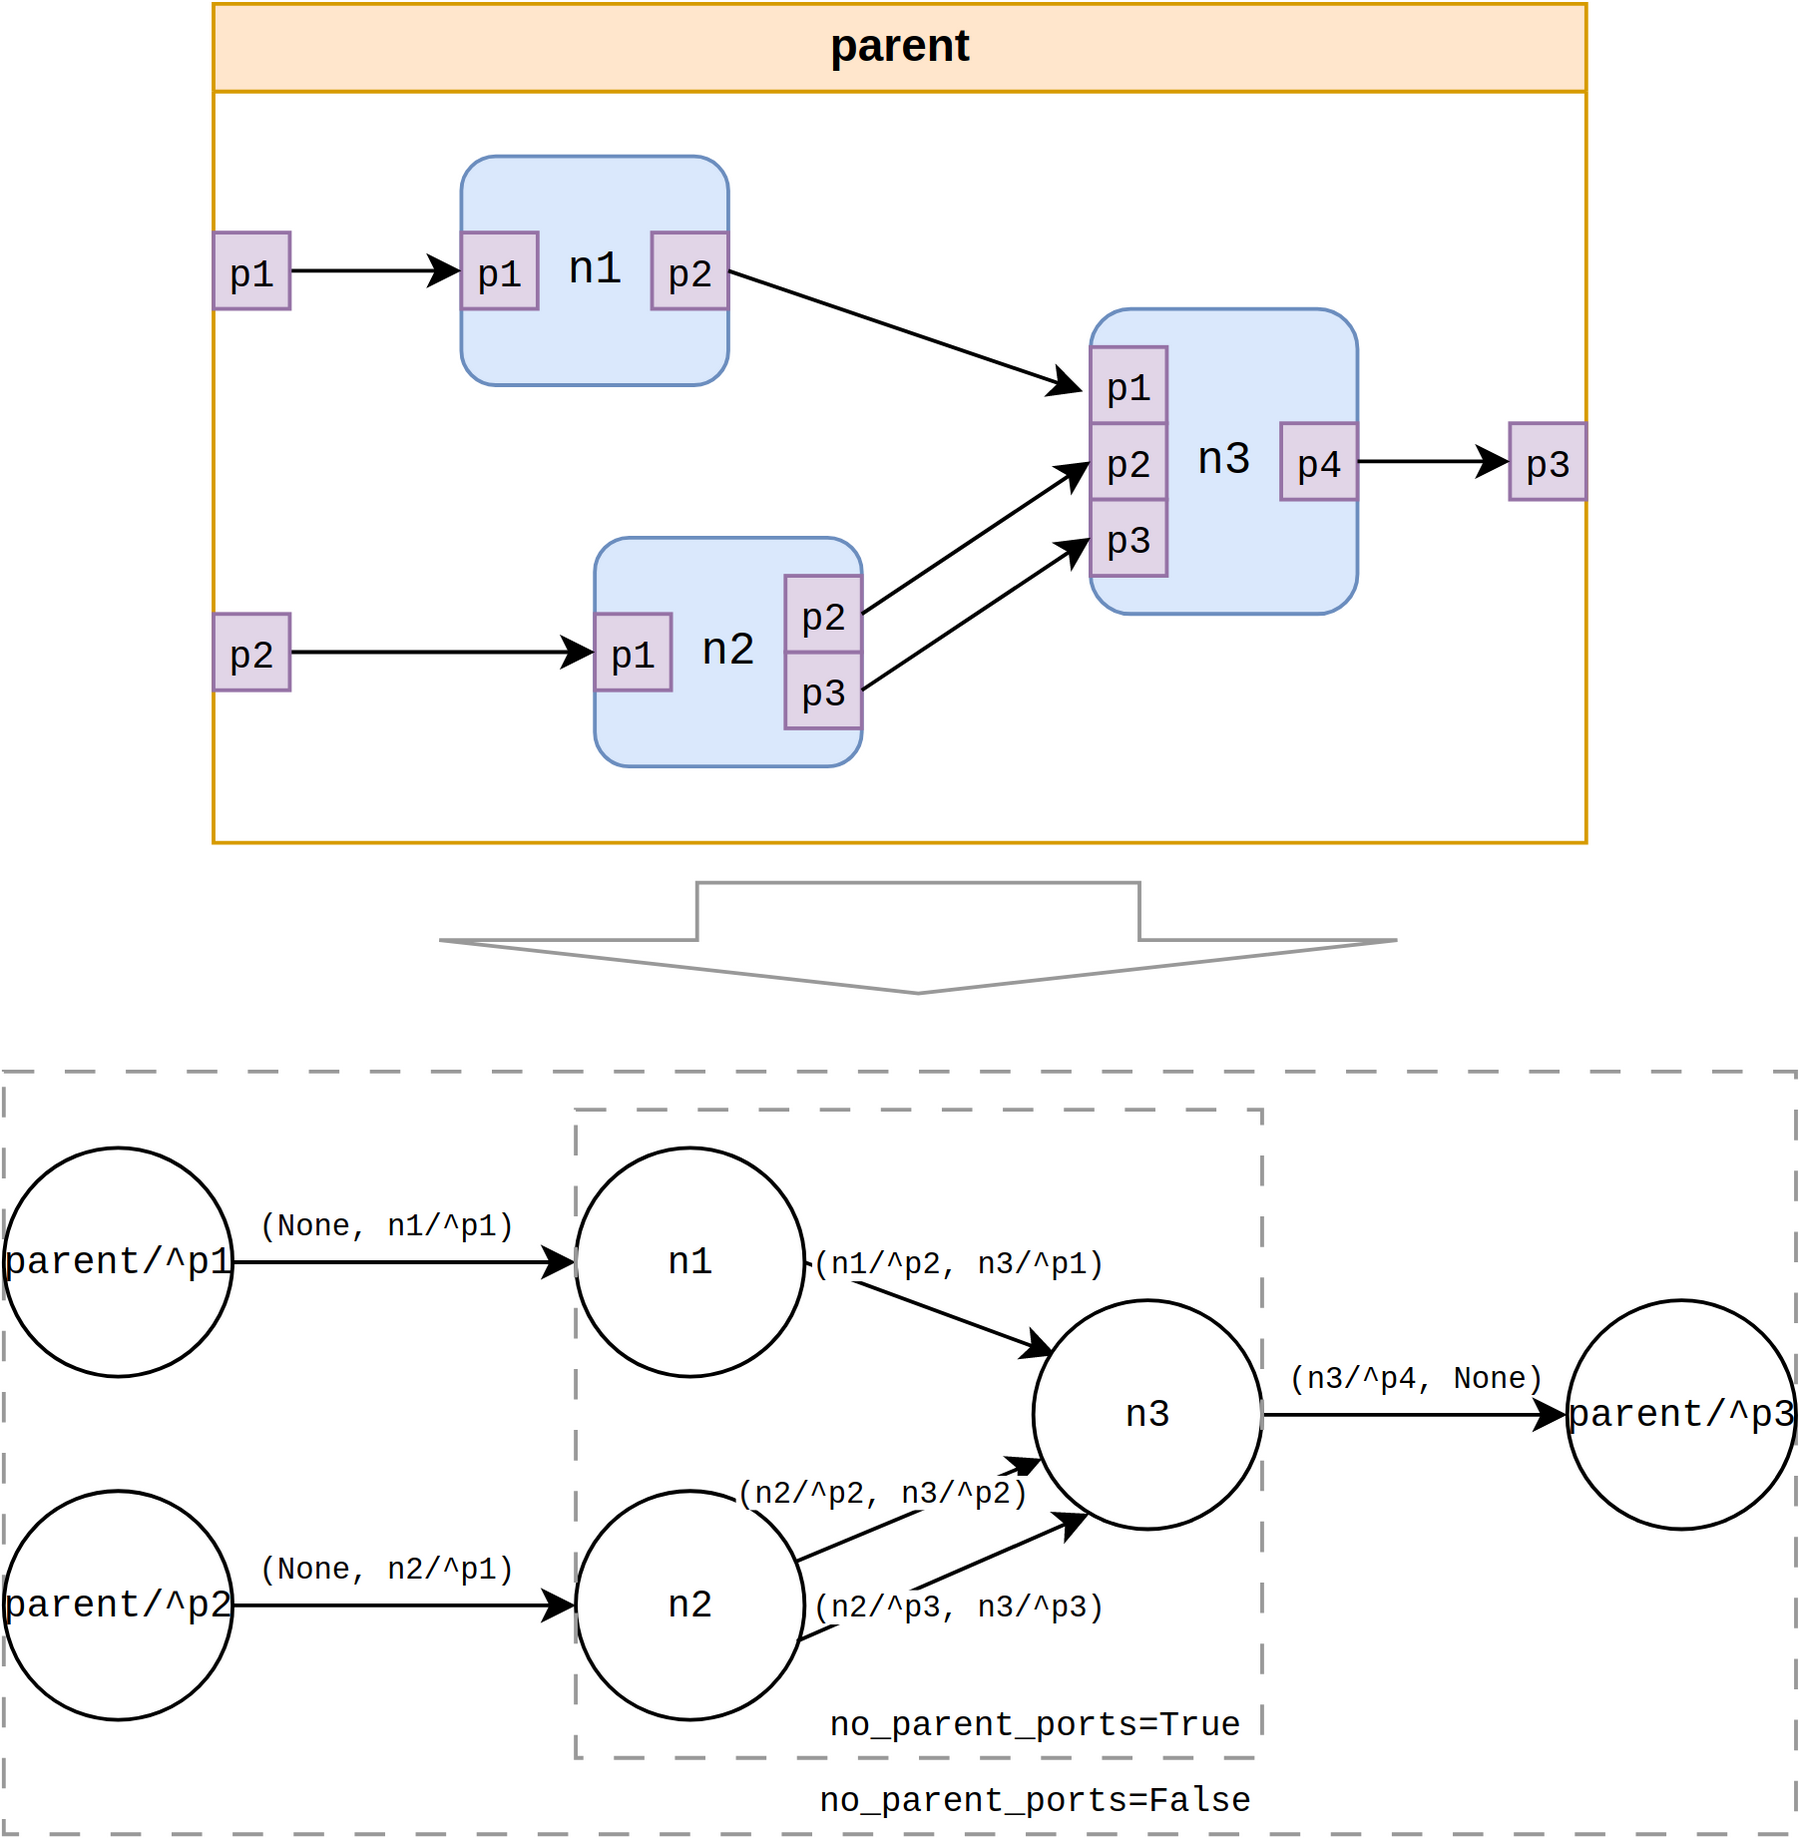 parent
p1
p1
n1
p2
p1
p2
n3
p4
p3
p3
p2
p1
n2
p2
p3
(None, n1/^p1)
parent/^p1
n1
(n1/^p2, n3/^p1)
(n3/^p4, None)
n3
parent/^p3
(n2/^p2, n3/^p2)
(None, n2/^p1)
parent/^p2
n2
(n2/^p3, n3/^p3)
no_parent_ports=True
no_parent_ports=False